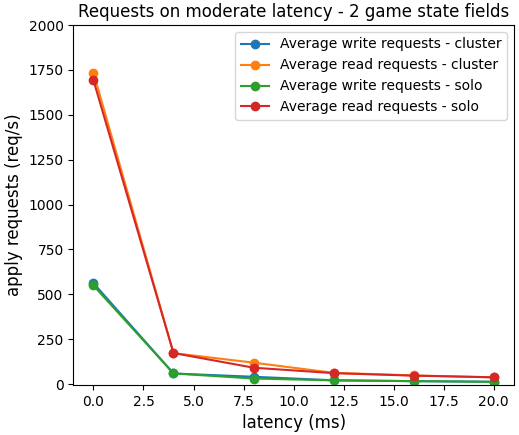 Requests on moderate latency - 2 game state fields
Average write requests - cluster
Average read requests - cluster
Average write requests - solo
Average read requests - solo
apply requests (req/s)
2000
1750
1500
1250
1000
750
500
250
0
0.0 2.5 5.0 7.5 10.0 12.5 15.0 17.5 20.0
latency (ms)